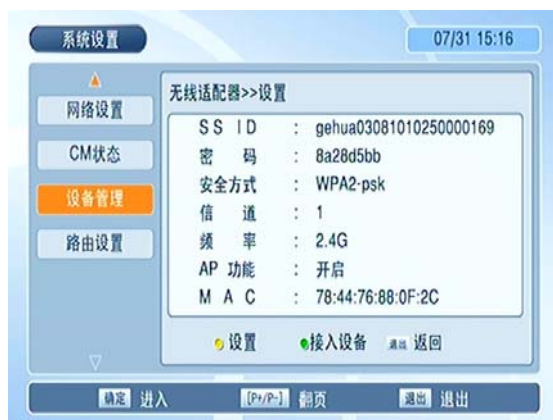 系统设置
07/31 15:16
网络设置
CM状态
设备管理
路由设置
无线适配器>>设置
SS ID : gehua03081010250000169
密 码 : 8a28d5bb
安全方式 : WPA2-psk
信 道 : 1
频 率 : 2.4G
AP 功能 : 开启
M A C : 78:44:76:88:0F:2C
设置 接入设备 退出 返回
确定 进入 [P+/P-] 翻页 退出 退出